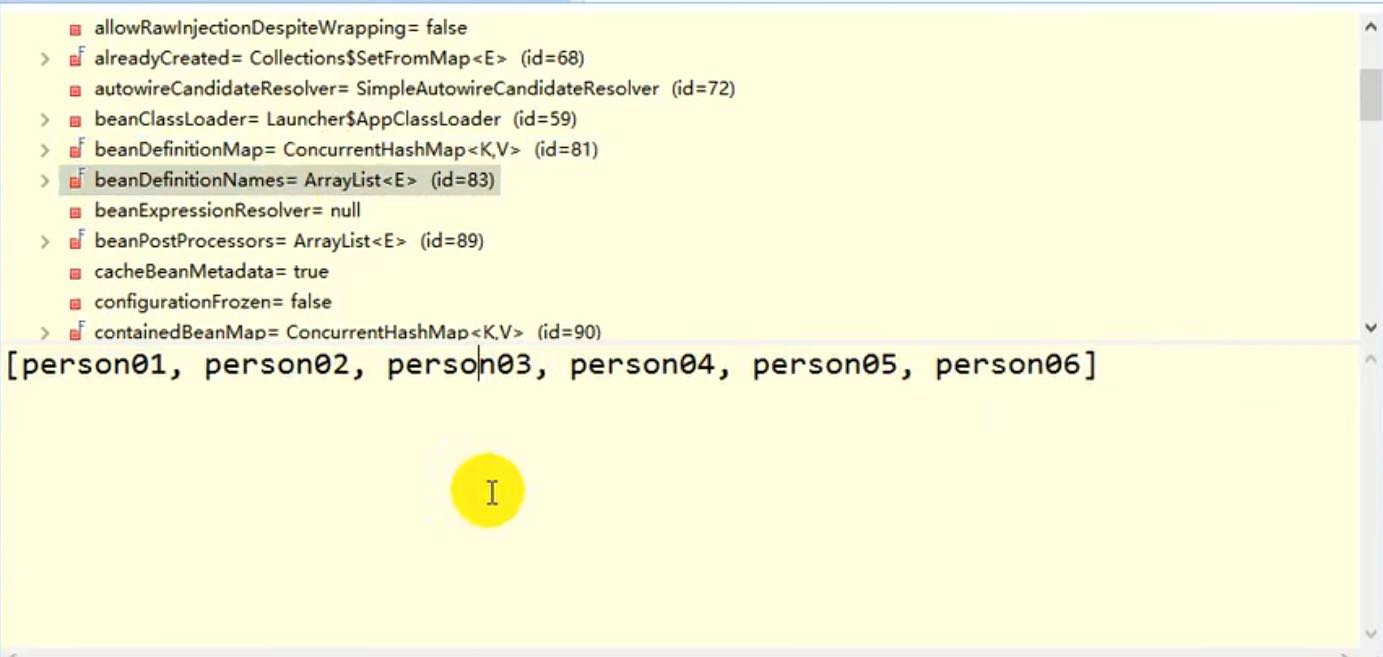 allowRawInjectionDespiteWrapping= false
alreadyCreated= Collections$SetFromMap<E> (id=68)
autowireCandidateResolver= SimpleAutowireCandidateResolver (id=72)
beanClassLoader= Launcher$AppClassLoader (id=59)
beanDefinitionMap= ConcurrentHashMap<K,V> (id=81)
beanDefinitionNames= ArrayList<E> (id=83)
beanExpressionResolver= null
beanPostProcessors= ArrayList<E> (id=89)
cacheBeanMetadata= true
configurationFrozen= false
containedBeanMap= ConcurrentHashMap<K,V> (id=90)
[person01, person02, person03, person04, person05, person06]